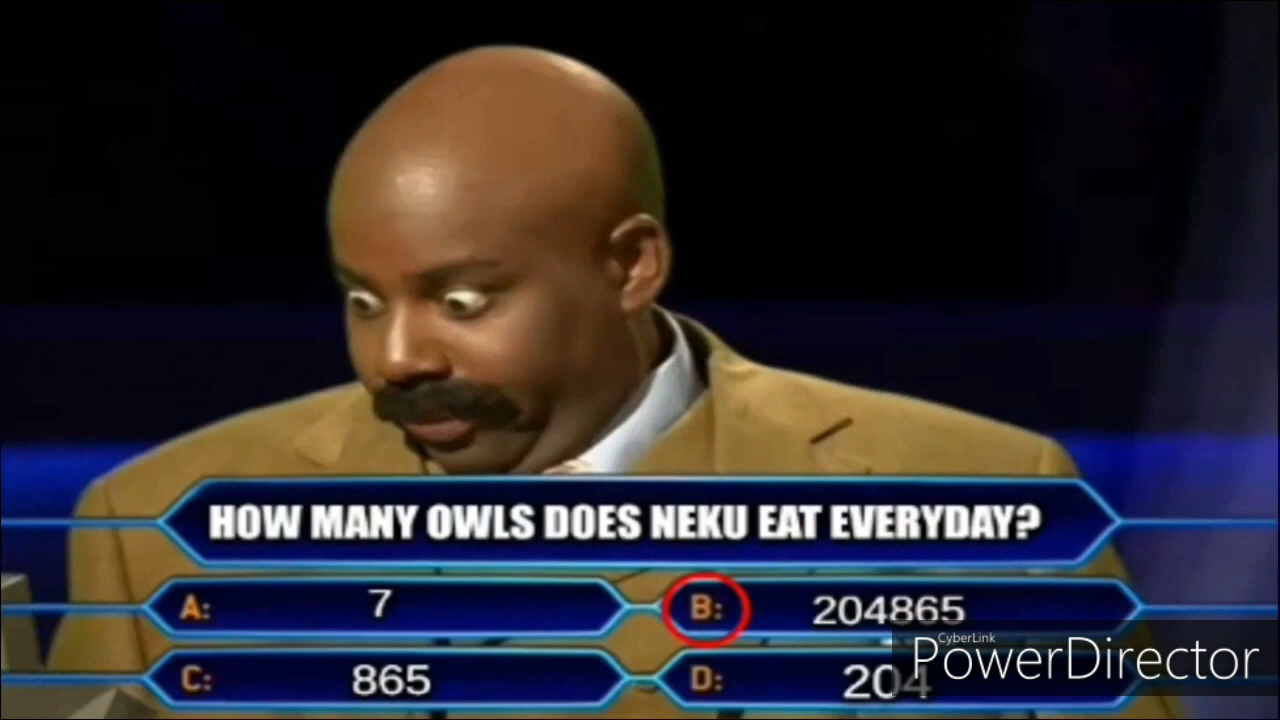 HOW MANY OWLS DOES NEKU EAT EVERYDAY?
A: 7
B: 204865
C: 865
D: 204
CyberLink
PowerDirector